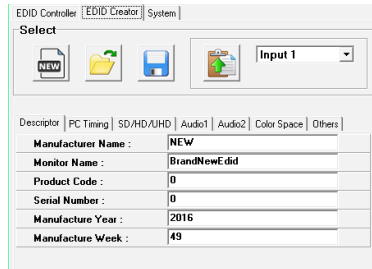 EDID Controller EDID Creator System
Select
NEW
Input 1
Descriptor PC Timing SD/HD/UHD Audio1 Audio2 Color Space Others
Manufacturer Name : NEW
Monitor Name : BrandNewEdid
Product Code : 0
Serial Number : 0
Manufacture Year : 2016
Manufacture Week : 49